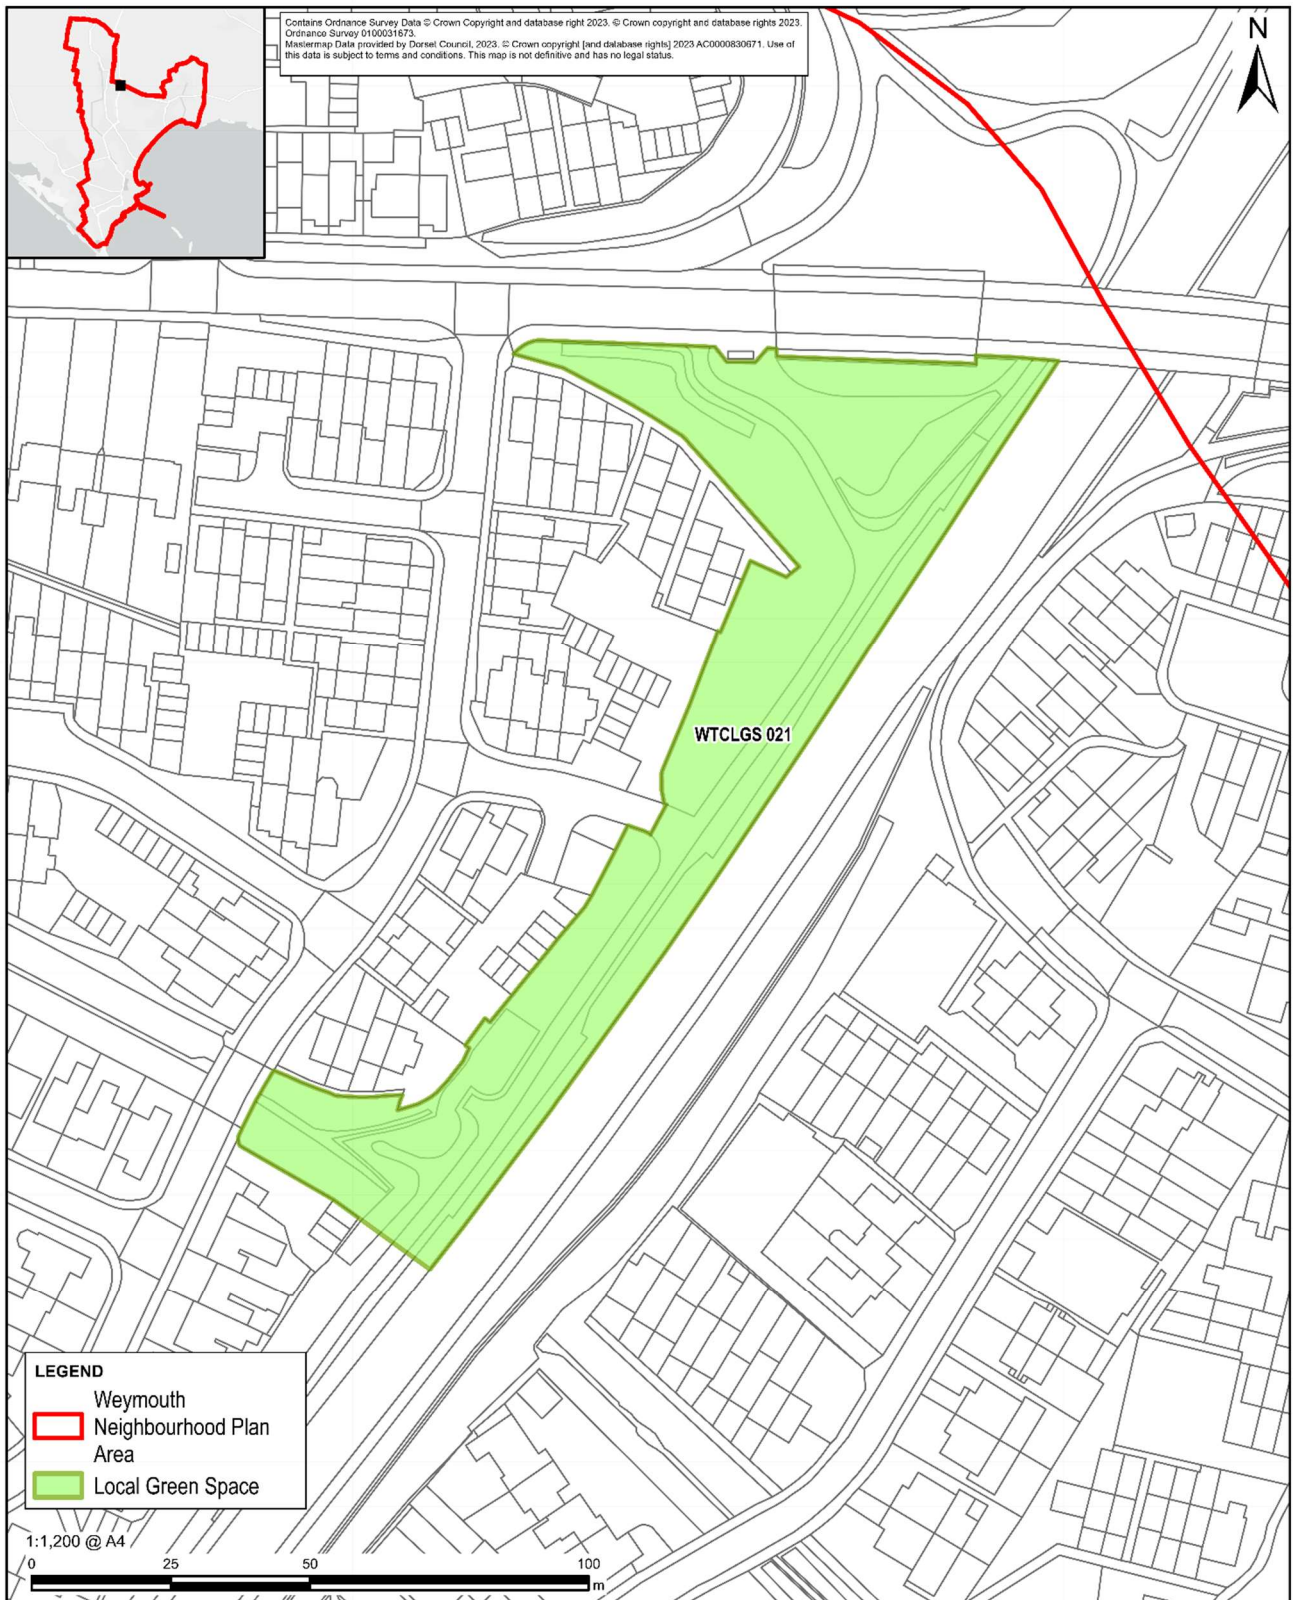 Contains Ordnance Survey Data © Crown Copyright and database right 2023. © Crown copyright and database rights 2023.
Ordnance Survey 0100031673.
Mastermap Data provided by Dorset Council, 2023. © Crown copyright [and database rights] 2023 AC0000830671. Use of
this data is subject to terms and conditions. This map is not definitive and has no legal status.
N
WTCLGS 021
LEGEND
Weymouth
Neighbourhood Plan
Area
Local Green Space
1:1,200 @ A4
0 25 50 100
m